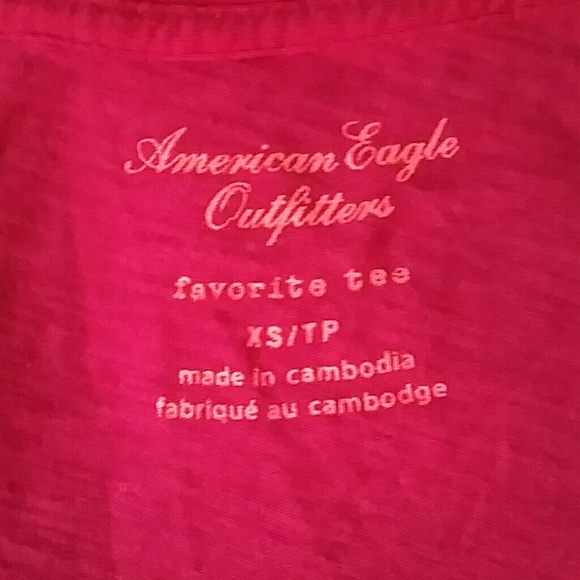 American Eagle
Outfitters
favorite tee
XS/TP
made in cambodia
fabriqué au cambodge